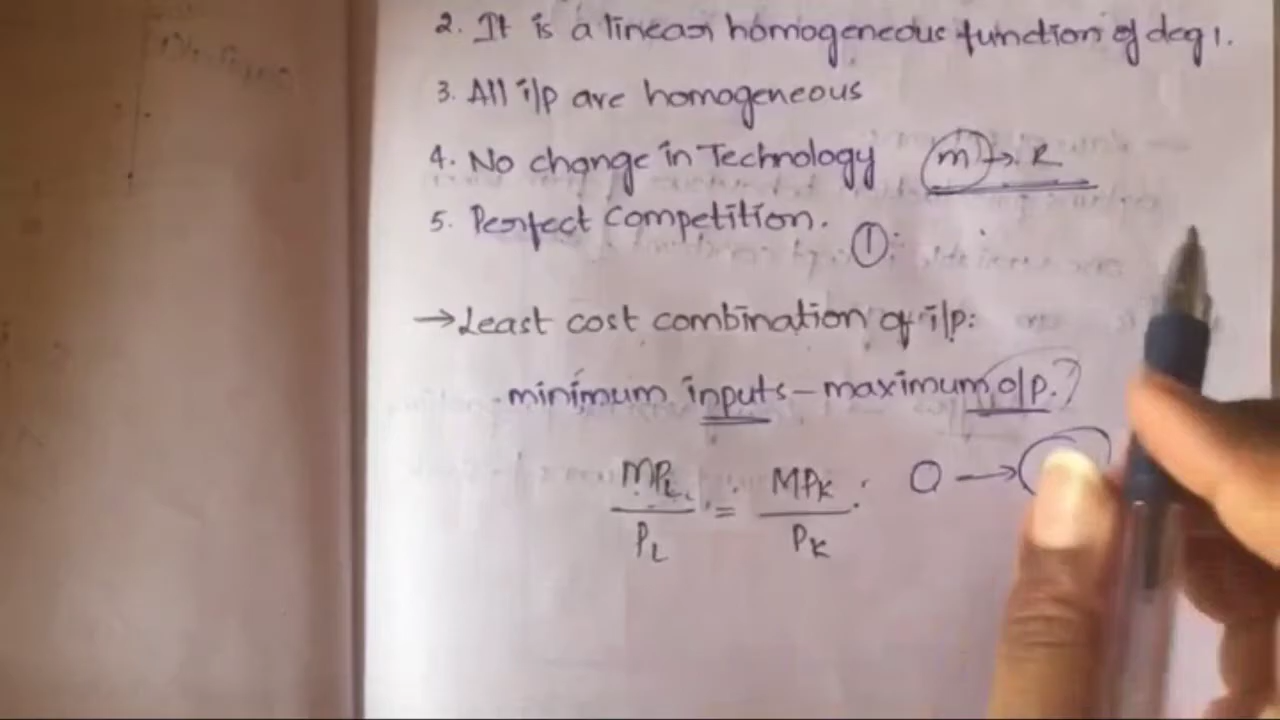 2. It is a linear homogeneous function of deg 1.
3. All i/p are homogeneous
4. No change in Technology m → R
5. Perfect Competition. ①:
→ Least cost combination of i/p:
minimum inputs – maximum o/p.?
MPL / PL = MPK / PK
O →